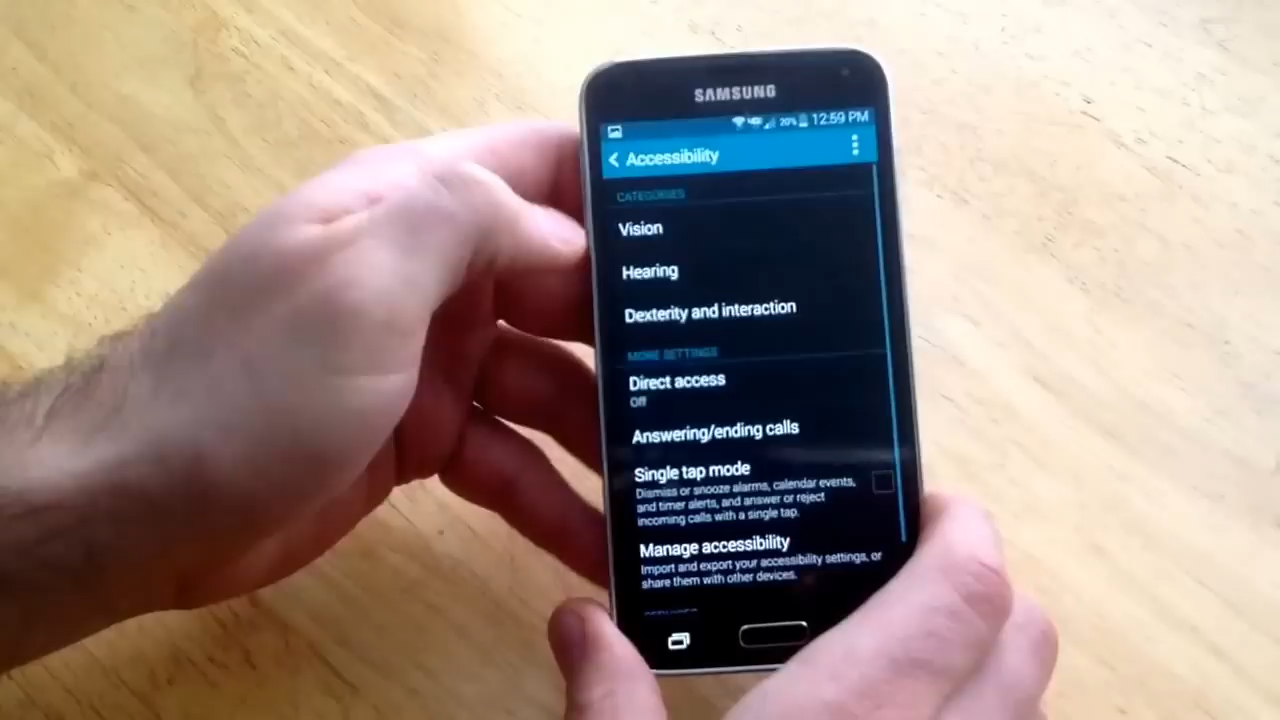 SAMSUNG
20% 12:59 PM
Accessibility
CATEGORIES
Vision
Hearing
Dexterity and interaction
MORE SETTINGS
Direct access
Off
Answering/ending calls
Single tap mode
Dismiss or snooze alarms, calendar events,
and timer alerts, and answer or reject
incoming calls with a single tap.
Manage accessibility
Import and export your accessibility settings, or
share them with other devices.